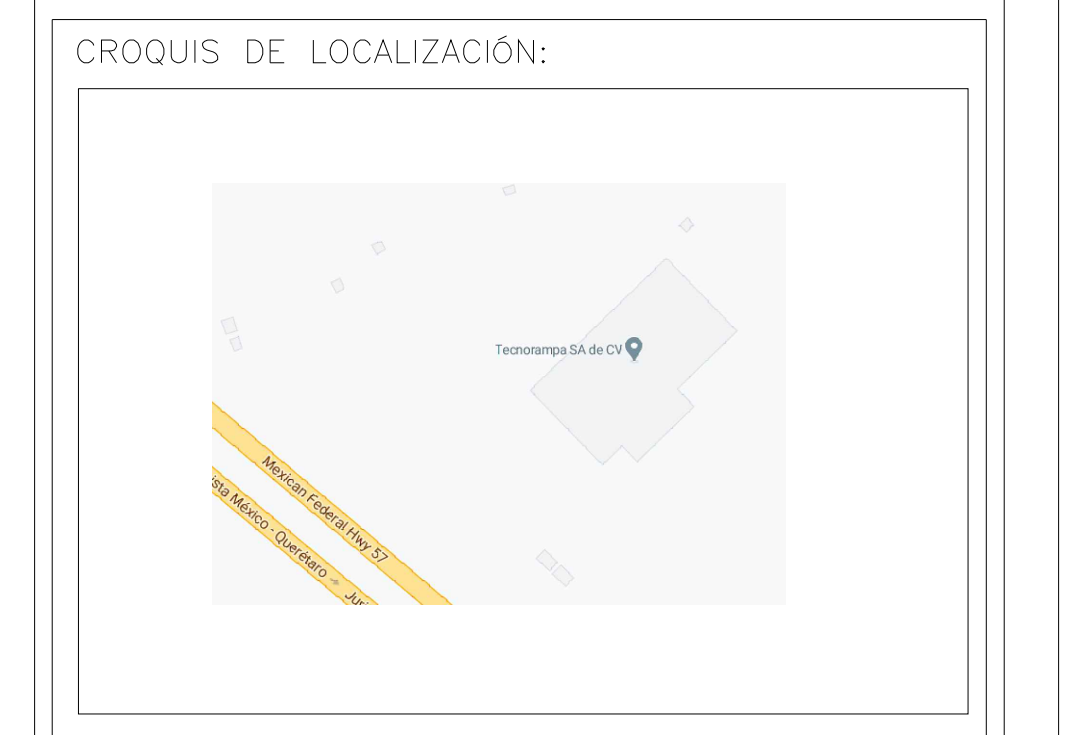 CROQUIS DE LOCALIZACIÓN:
Tecnorampa SA de CV
Mexican Federal Hwy 57
ista México - Querétaro